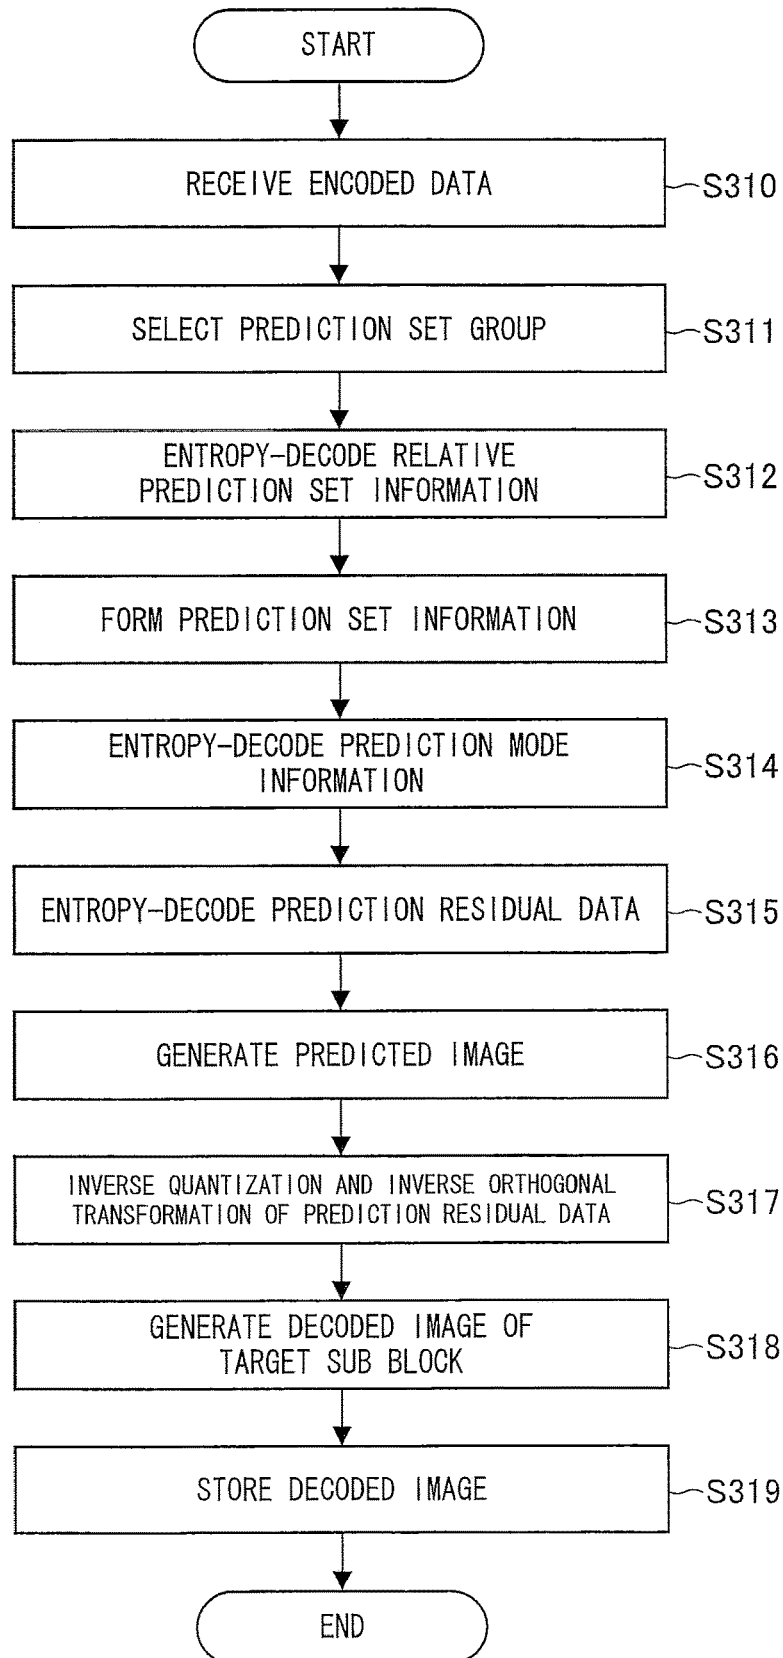 START
RECEIVE ENCODED DATA
S310
SELECT PREDICTION SET GROUP
S311
ENTROPY-DECODE RELATIVE
PREDICTION SET INFORMATION
S312
FORM PREDICTION SET INFORMATION
S313
ENTROPY-DECODE PREDICTION MODE
INFORMATION
S314
ENTROPY-DECODE PREDICTION RESIDUAL DATA
S315
GENERATE PREDICTED IMAGE
S316
INVERSE QUANTIZATION AND INVERSE ORTHOGONAL
TRANSFORMATION OF PREDICTION RESIDUAL DATA
S317
GENERATE DECODED IMAGE OF
TARGET SUB BLOCK
S318
STORE DECODED IMAGE
S319
END